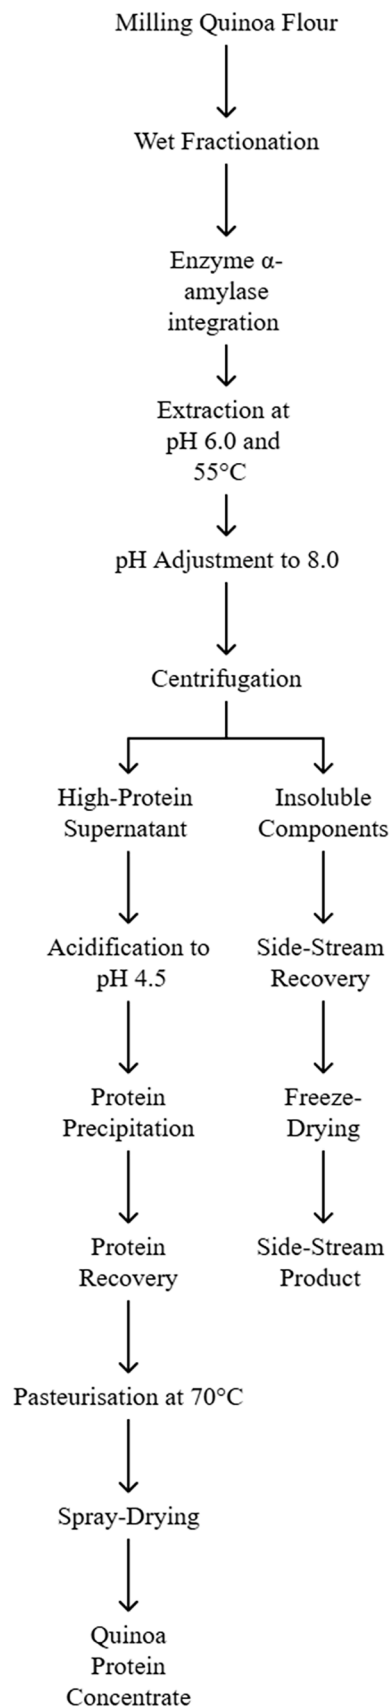 Milling Quinoa Flour
Wet Fractionation
Enzyme α-
amylase
integration
Extraction at
pH 6.0 and
55°C
pH Adjustment to 8.0
Centrifugation
High-Protein
Supernatant
Insoluble
Components
Acidification to
pH 4.5
Side-Stream
Recovery
Protein
Precipitation
Freeze-
Drying
Protein
Recovery
Side-Stream
Product
Pasteurisation at 70°C
Spray-Drying
Quinoa
Protein
Concentrate